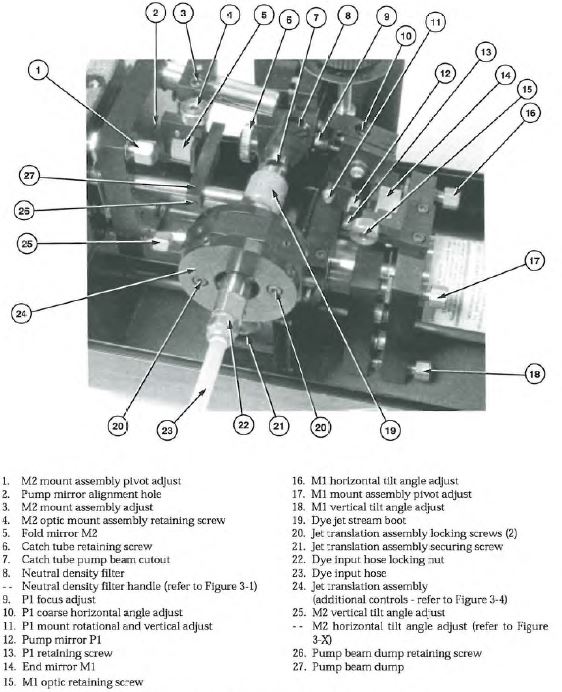 2
3
4
5
6
7
8
9
10
11
12
13
14
15
16
1
27
26
25
24
17
18
20
23
22
21
20
19
1. M2 mount assembly pivot adjust
2. Pump mirror alignment hole
3. M2 mount assembly adjust
4. M2 optic mount assembly retaining screw
5. Fold mirror M2
6. Catch tube retaining screw
7. Catch tube pump beam cutout
8. Neutral density filter
-- Neutral density filter handle (refer to Figure 3-1)
9. P1 focus adjust
10. P1 coarse horizontal angle adjust
11. P1 mount rotational and vertical adjust
12. Pump mirror P1
13. P1 retaining screw
14. End mirror M1
15. M1 optic retaining screw
16. M1 horizontal tilt angle adjust
17. M1 mount assembly pivot adjust
18. M1 vertical tilt angle adjust
19. Dye jet stream boot
20. Jet translation assembly locking screws (2)
21. Jet translation assembly securing screw
22. Dye input hose locking nut
23. Dye input hose
24. Jet translation assembly
(additional controls - refer to Figure 3-4)
25. M2 vertical tilt angle adjust
-- M2 horizontal tilt angle adjust (refer to Figure
3-X)
26. Pump beam dump retaining screw
27. Pump beam dump